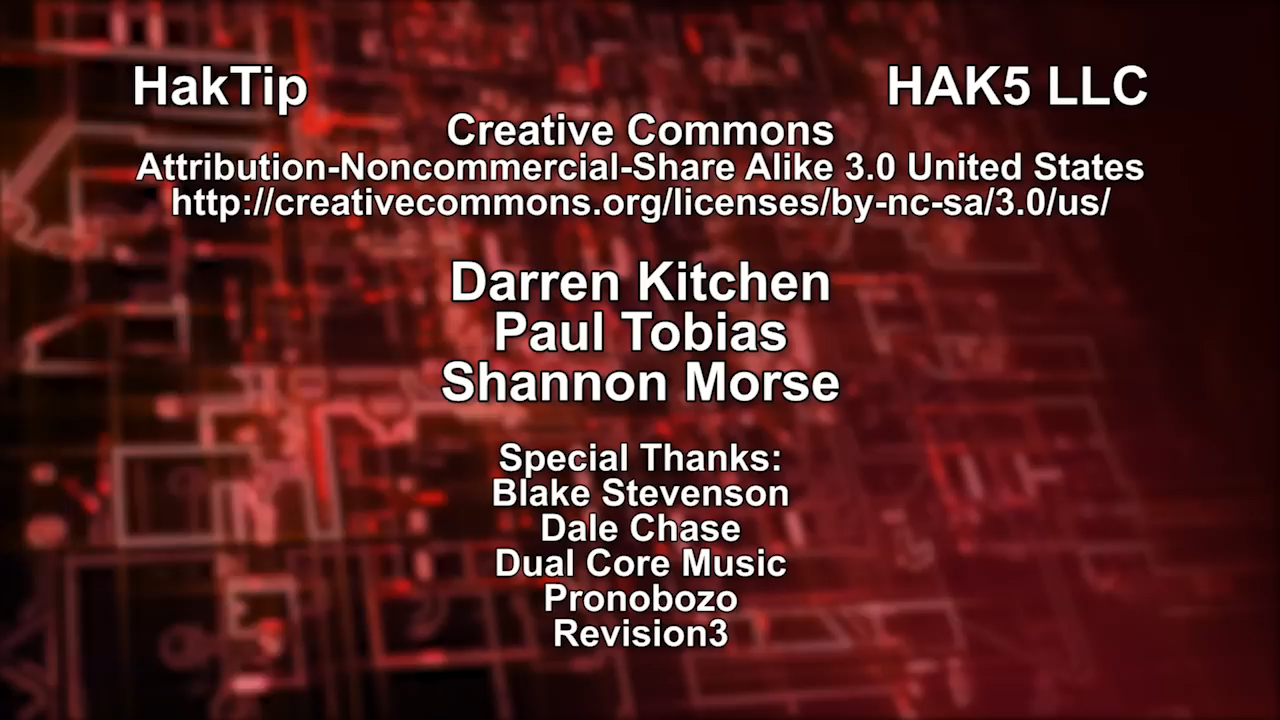 HakTip HAK5 LLC
Creative Commons
Attribution-Noncommercial-Share Alike 3.0 United States
http://creativecommons.org/licenses/by-nc-sa/3.0/us/
Darren Kitchen
Paul Tobias
Shannon Morse
Special Thanks:
Blake Stevenson
Dale Chase
Dual Core Music
Pronobozo
Revision3